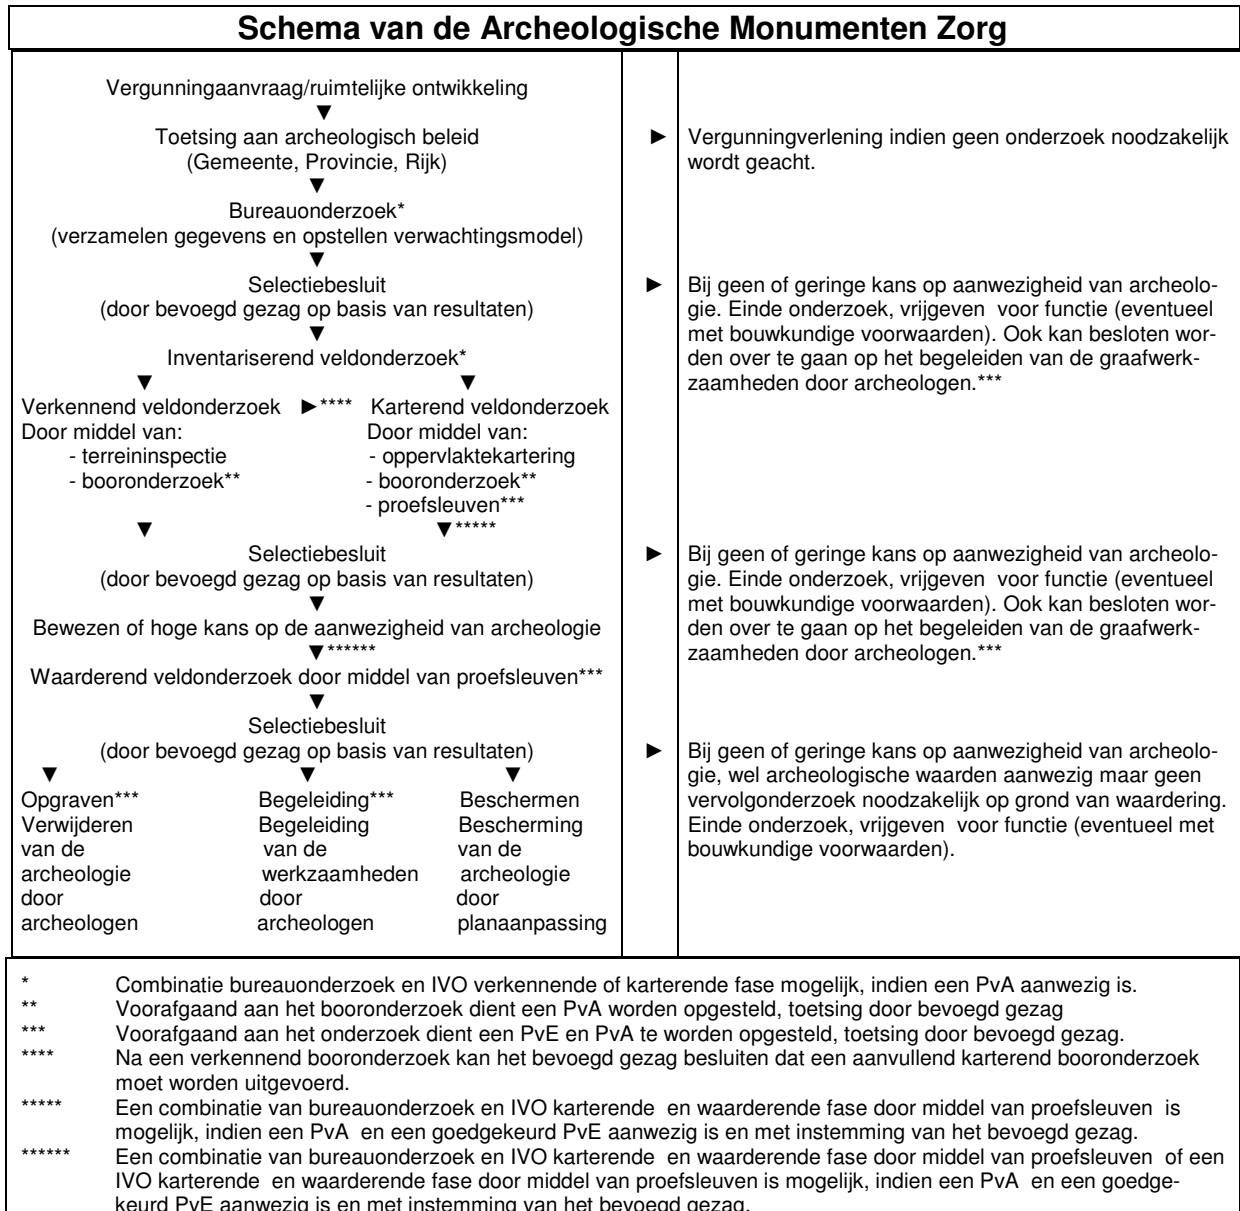 Schema van de Archeologische Monumenten Zorg
Vergunningaanvraag/ruimtelijke ontwikkeling
▼
Toetsing aan archeologisch beleid
(Gemeente, Provincie, Rijk)
► Vergunningverlening indien geen onderzoek noodzakelijk
wordt geacht.
▼
Bureauonderzoek*
(verzamelen gegevens en opstellen verwachtingsmodel)
▼
Selectiebesluit
(door bevoegd gezag op basis van resultaten)
► Bij geen of geringe kans op aanwezigheid van archeolo-
gie. Einde onderzoek, vrijgeven voor functie (eventueel
met bouwkundige voorwaarden). Ook kan besloten wor-
den over te gaan op het begeleiden van de graafwerk-
zaamheden door archeologen.***
▼
Inventariserend veldonderzoek*
▼ ▼
Verkennend veldonderzoek ►**** Karterend veldonderzoek
Door middel van: Door middel van:
- terreininspectie - oppervlaktekartering
- booronderzoek** - booronderzoek**
- proefsleuven***
▼ ▼*****
Selectiebesluit
(door bevoegd gezag op basis van resultaten)
► Bij geen of geringe kans op aanwezigheid van archeolo-
gie. Einde onderzoek, vrijgeven voor functie (eventueel
met bouwkundige voorwaarden). Ook kan besloten wor-
den over te gaan op het begeleiden van de graafwerk-
zaamheden door archeologen.***
▼
Bewezen of hoge kans op de aanwezigheid van archeologie
▼******
Waarderend veldonderzoek door middel van proefsleuven***
▼
Selectiebesluit
(door bevoegd gezag op basis van resultaten)
► Bij geen of geringe kans op aanwezigheid van archeolo-
gie, wel archeologische waarden aanwezig maar geen
vervolgonderzoek noodzakelijk op grond van waardering.
Einde onderzoek, vrijgeven voor functie (eventueel met
bouwkundige voorwaarden).
▼ ▼ ▼
Opgraven*** Begeleiding*** Beschermen
Verwijderen Begeleiding Bescherming
van de van de van de
archeologie werkzaamheden archeologie
door door door
archeologen archeologen planaanpassing
* Combinatie bureauonderzoek en IVO verkennende of karterende fase mogelijk, indien een PvA aanwezig is.
** Voorafgaand aan het booronderzoek dient een PvA worden opgesteld, toetsing door bevoegd gezag
*** Voorafgaand aan het onderzoek dient een PvE en PvA te worden opgesteld, toetsing door bevoegd gezag.
**** Na een verkennend booronderzoek kan het bevoegd gezag besluiten dat een aanvullend karterend booronderzoek
moet worden uitgevoerd.
***** Een combinatie van bureauonderzoek en IVO karterende en waarderende fase door middel van proefsleuven is
mogelijk, indien een PvA en een goedgekeurd PvE aanwezig is en met instemming van het bevoegd gezag.
****** Een combinatie van bureauonderzoek en IVO karterende en waarderende fase door middel van proefsleuven of een
IVO karterende en waarderende fase door middel van proefsleuven is mogelijk, indien een PvA en een goedge-
keurd PvE aanwezig is en met instemming van het bevoegd gezag.